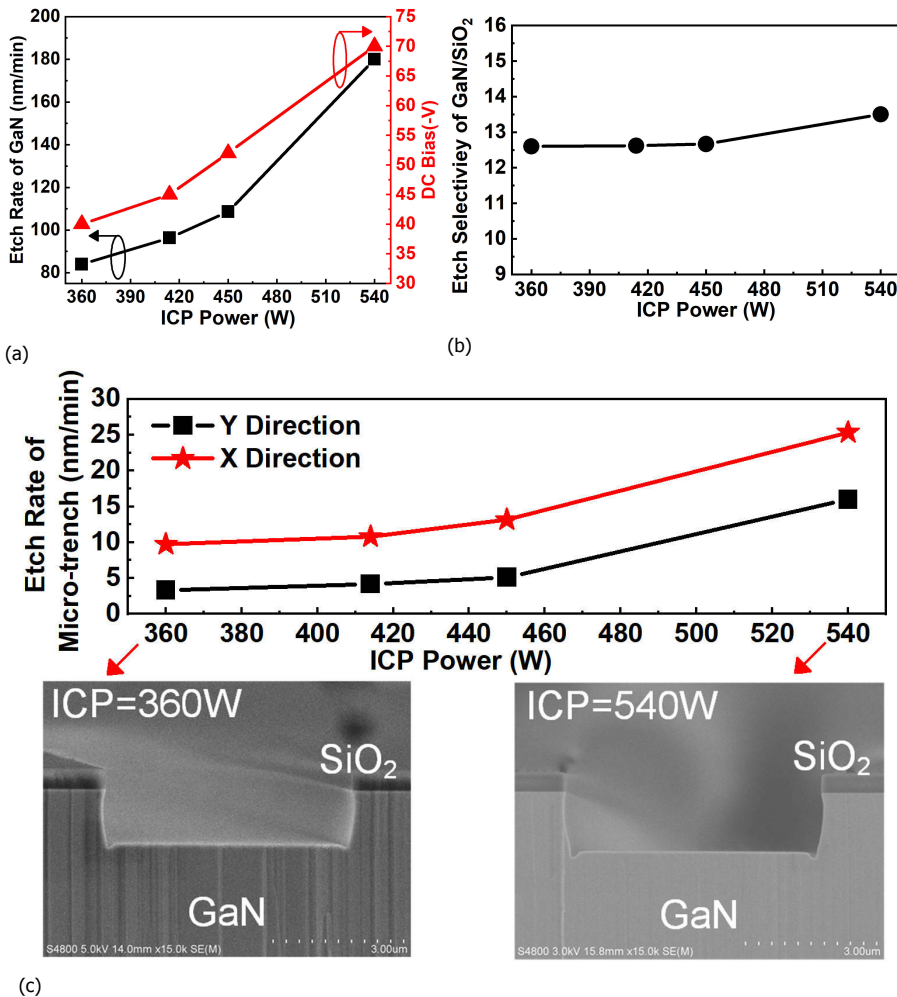 Etch Rate of GaN (nm/min)
200
180
160
140
120
100
80
75
70
65
60
55
50
45
40
35
30
DC Bias(-V)
360 390 420 450 480 510 540
ICP Power (W)
(a)
Etch Selectiviey of GaN/SiO₂
16
15
14
13
12
11
10
9
360 390 420 450 480 510 540
ICP Power (W)
(b)
Etch Rate of
Micro-trench (nm/min)
30
25
20
15
10
5
0
Y Direction
X Direction
360 380 400 420 440 460 480 500 520 540
ICP Power (W)
ICP=360W
SiO₂
GaN
S4800 5.0kV 14.0mm x15.0k SE(M) 3.00um
ICP=540W
SiO₂
GaN
S4800 3.0kV 15.8mm x15.0k SE(M) 3.00um
(c)